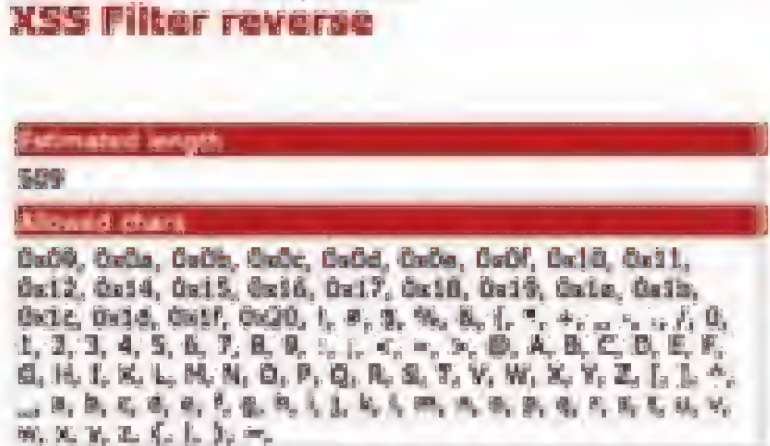 XSS Filter reverse
Estimated length
509
Allowed chars
0x09, 0x0a, 0x0b, 0x0c, 0x0d, 0x0e, 0x0f, 0x10, 0x11,
0x12, 0x14, 0x15, 0x16, 0x17, 0x18, 0x19, 0x1a, 0x1b,
0x1c, 0x1d, 0x1f, 0x20, !, #, $, %, &, (, *, +, ,, -, ., /, 0,
1, 2, 3, 4, 5, 6, 7, 8, 9, :, ;, <, =, >, @, A, B, C, D, E, F,
G, H, I, K, L, M, N, O, P, Q, R, S, T, V, W, X, Y, Z, [, ], ^,
_, a, b, c, d, e, f, g, h, i, j, k, l, m, n, o, p, q, r, s, t, u, v,
w, x, y, z, {, |, }, ~,